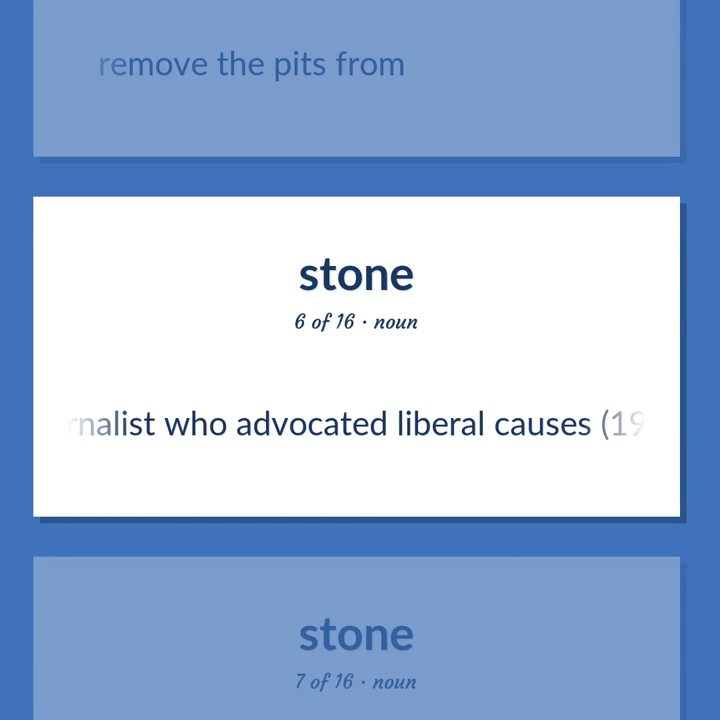 remove the pits from
stone
6 of 16 · noun
rnalist who advocated liberal causes (19
stone
7 of 16 · noun